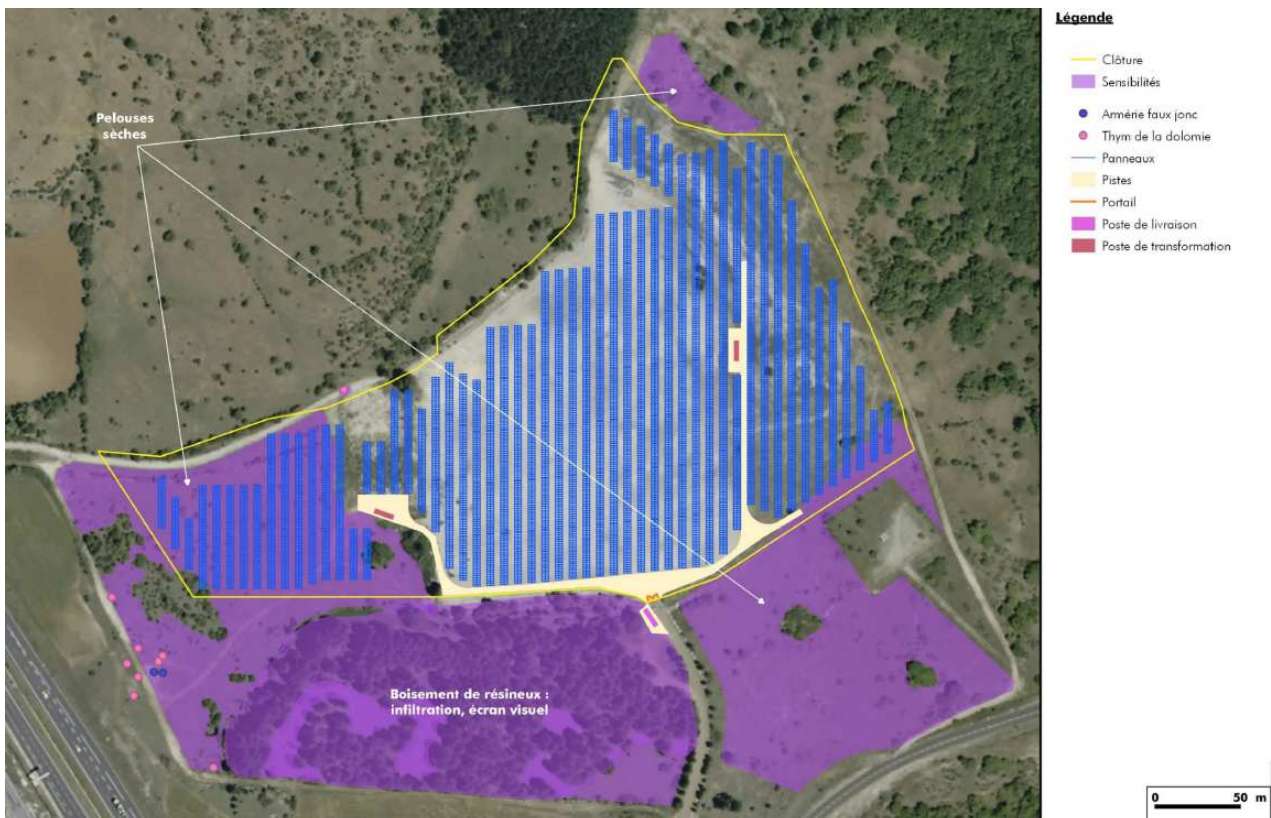 Légende
Clôture
Sensibilités
Armérie faux jonc
Thym de la dolomie
Panneaux
Pistes
Portail
Poste de livraison
Poste de transformation
Pelouses
sèches
Boisement de résineux :
infiltration, écran visuel
0 50 m